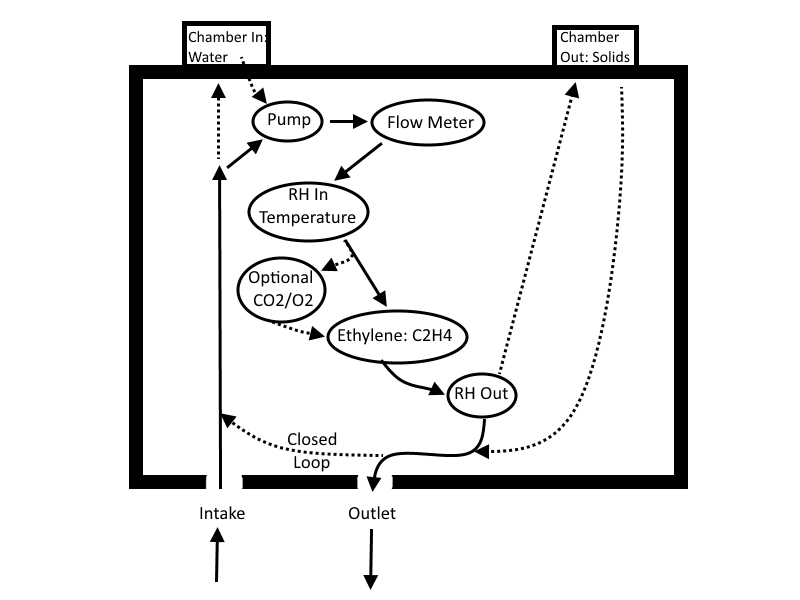 Chamber In:
Water
Chamber
Out: Solids
Pump
Flow Meter
RH In
Temperature
Optional
CO2/O2
Ethylene: C2H4
RH Out
Closed
Loop
Intake
Outlet